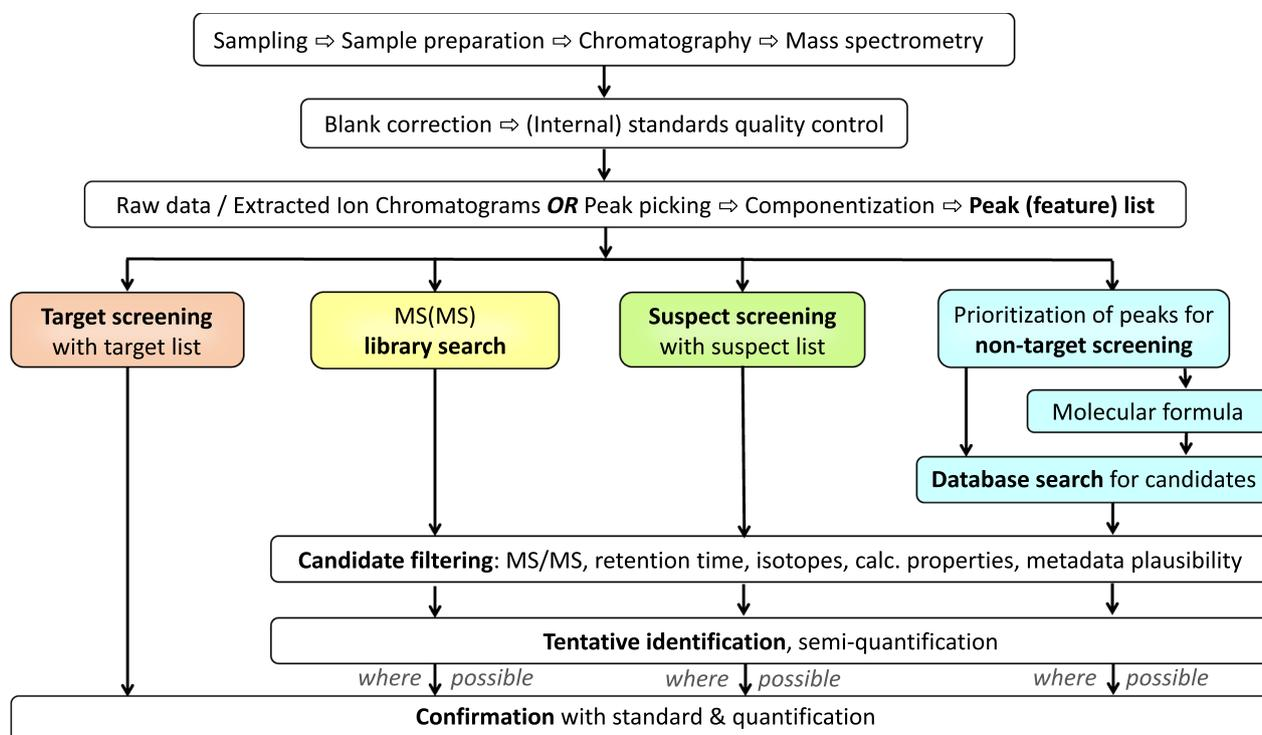 Sampling ⇨ Sample preparation ⇨ Chromatography ⇨ Mass spectrometry
Blank correction ⇨ (Internal) standards quality control
Raw data / Extracted Ion Chromatograms OR Peak picking ⇨ Componentization ⇨ Peak (feature) list
Target screening
with target list
MS(MS)
library search
Suspect screening
with suspect list
Prioritization of peaks for
non-target screening
Molecular formula
Database search for candidates
Candidate filtering: MS/MS, retention time, isotopes, calc. properties, metadata plausibility
Tentative identification, semi-quantification
where possible
where possible
where possible
Confirmation with standard & quantification